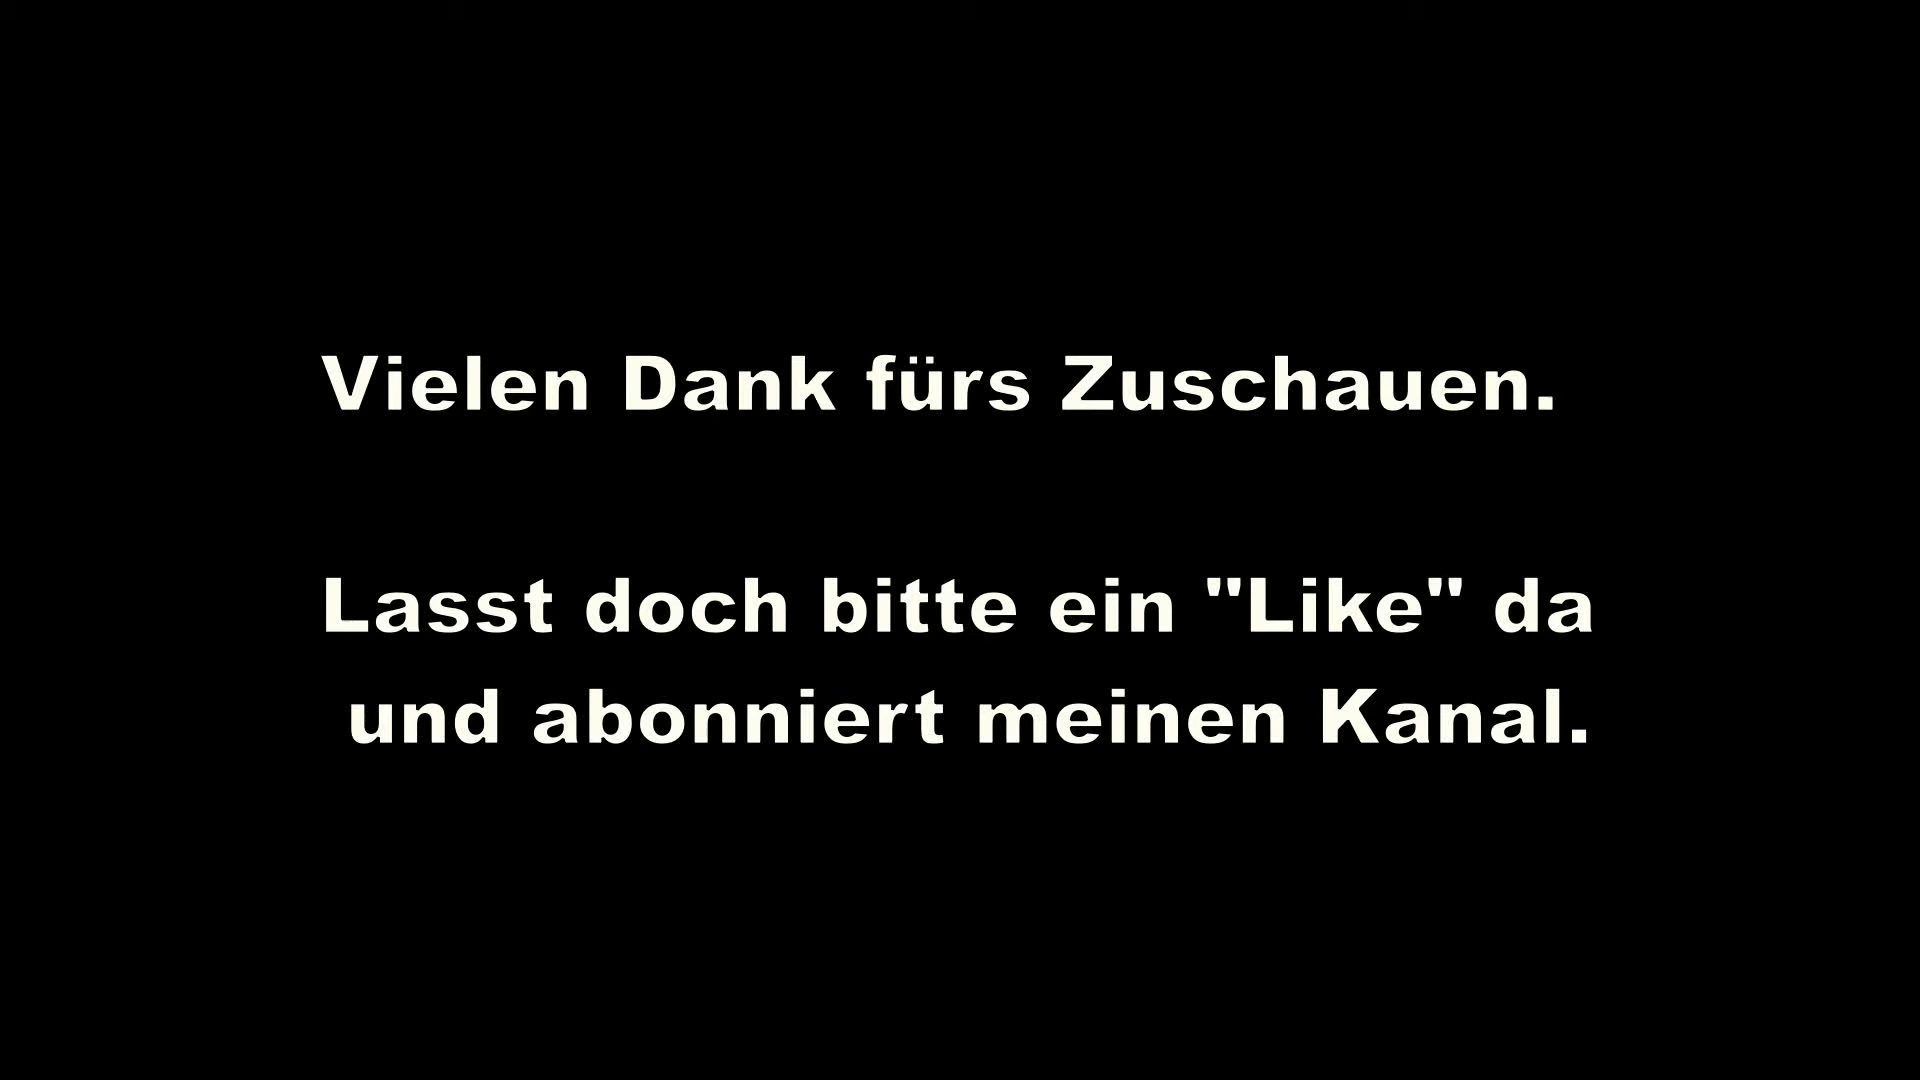 Vielen Dank fürs Zuschauen.
Lasst doch bitte ein "Like" da
und abonniert meinen Kanal.